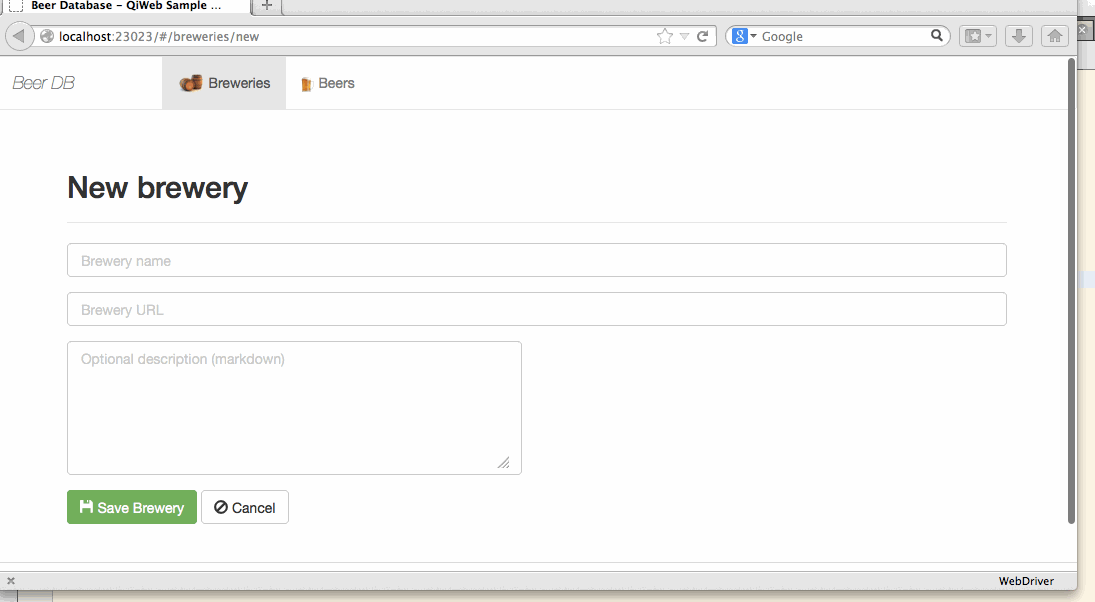 Beer Database – QiWeb Sample ...
localhost:23023/#/breweries/new
Google
Beer DB
Breweries
Beers
New brewery
Brewery name
Brewery URL
Optional description (markdown)
Save Brewery
Cancel
WebDriver